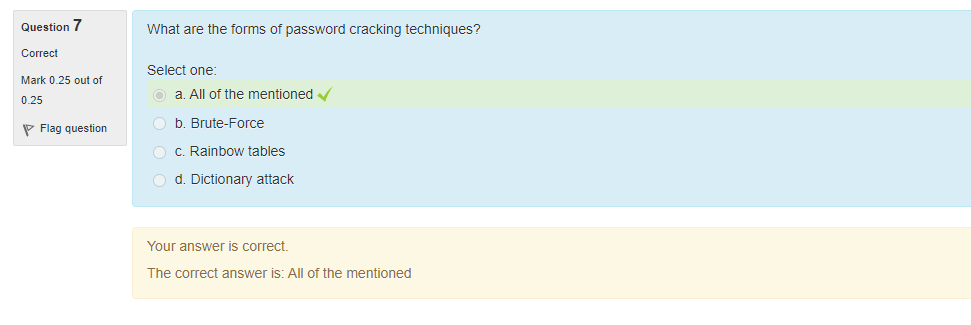 Question 7
Correct
Mark 0.25 out of
0.25
Flag question
What are the forms of password cracking techniques?
Select one:
a. All of the mentioned
b. Brute-Force
c. Rainbow tables
d. Dictionary attack
Your answer is correct.
The correct answer is: All of the mentioned